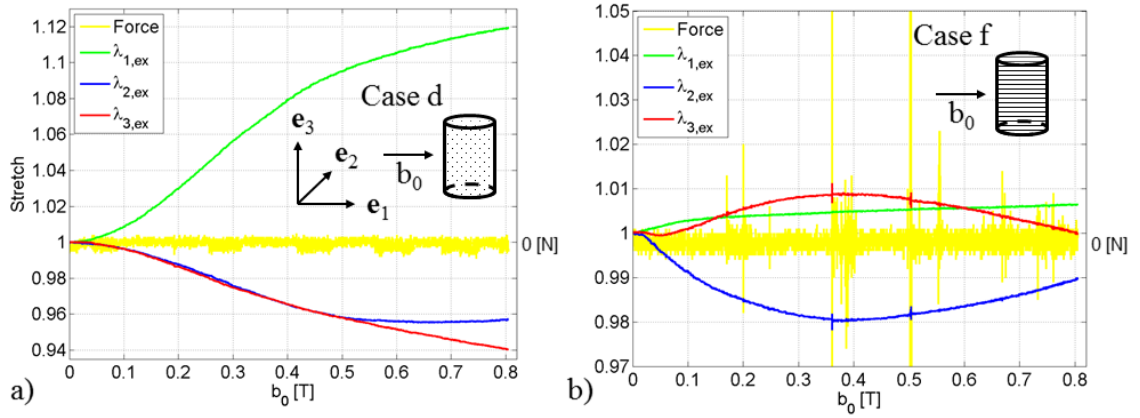 Force
λ1,ex
λ2,ex
λ3,ex
Case d
e3
e2
e1
b0
Stretch
1.12
1.1
1.08
1.06
1.04
1.02
1
0.98
0.96
0.94
0 [N]
0 0.1 0.2 0.3 0.4 0.5 0.6 0.7 0.8
b0 [T]
a)
Force
λ1,ex
λ2,ex
λ3,ex
Case f
b0
1.05
1.04
1.03
1.02
1.01
1
0.99
0.98
0.97
0 [N]
0 0.1 0.2 0.3 0.4 0.5 0.6 0.7 0.8
b0 [T]
b)